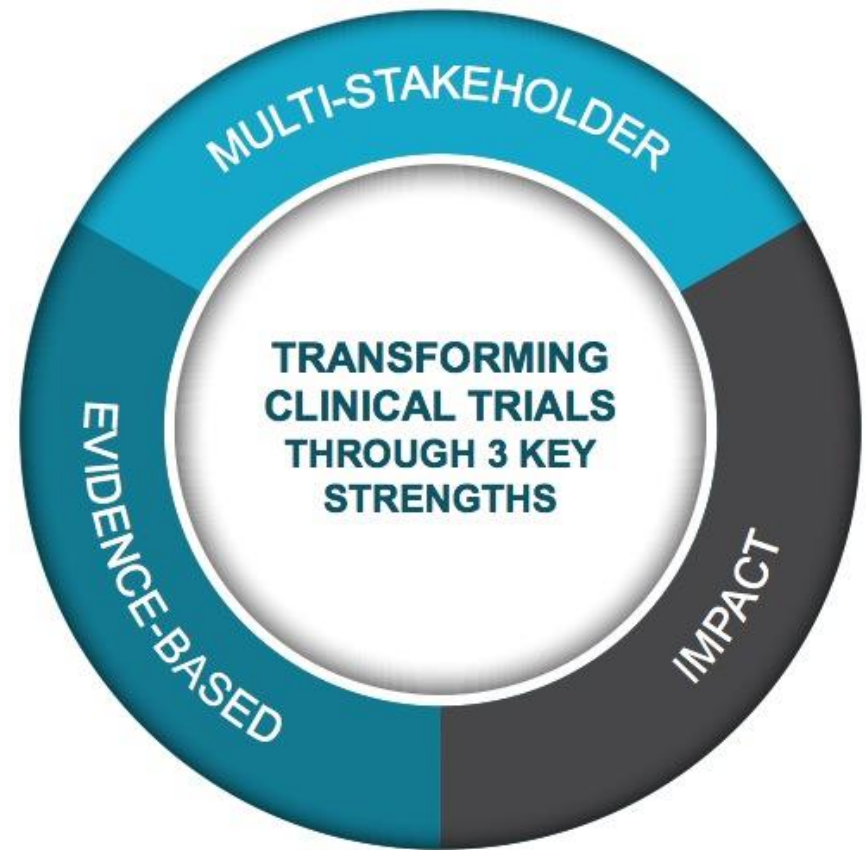 MULTI-STAKEHOLDER
TRANSFORMING
CLINICAL TRIALS
THROUGH 3 KEY
STRENGTHS
EVIDENCE-BASED
IMPACT